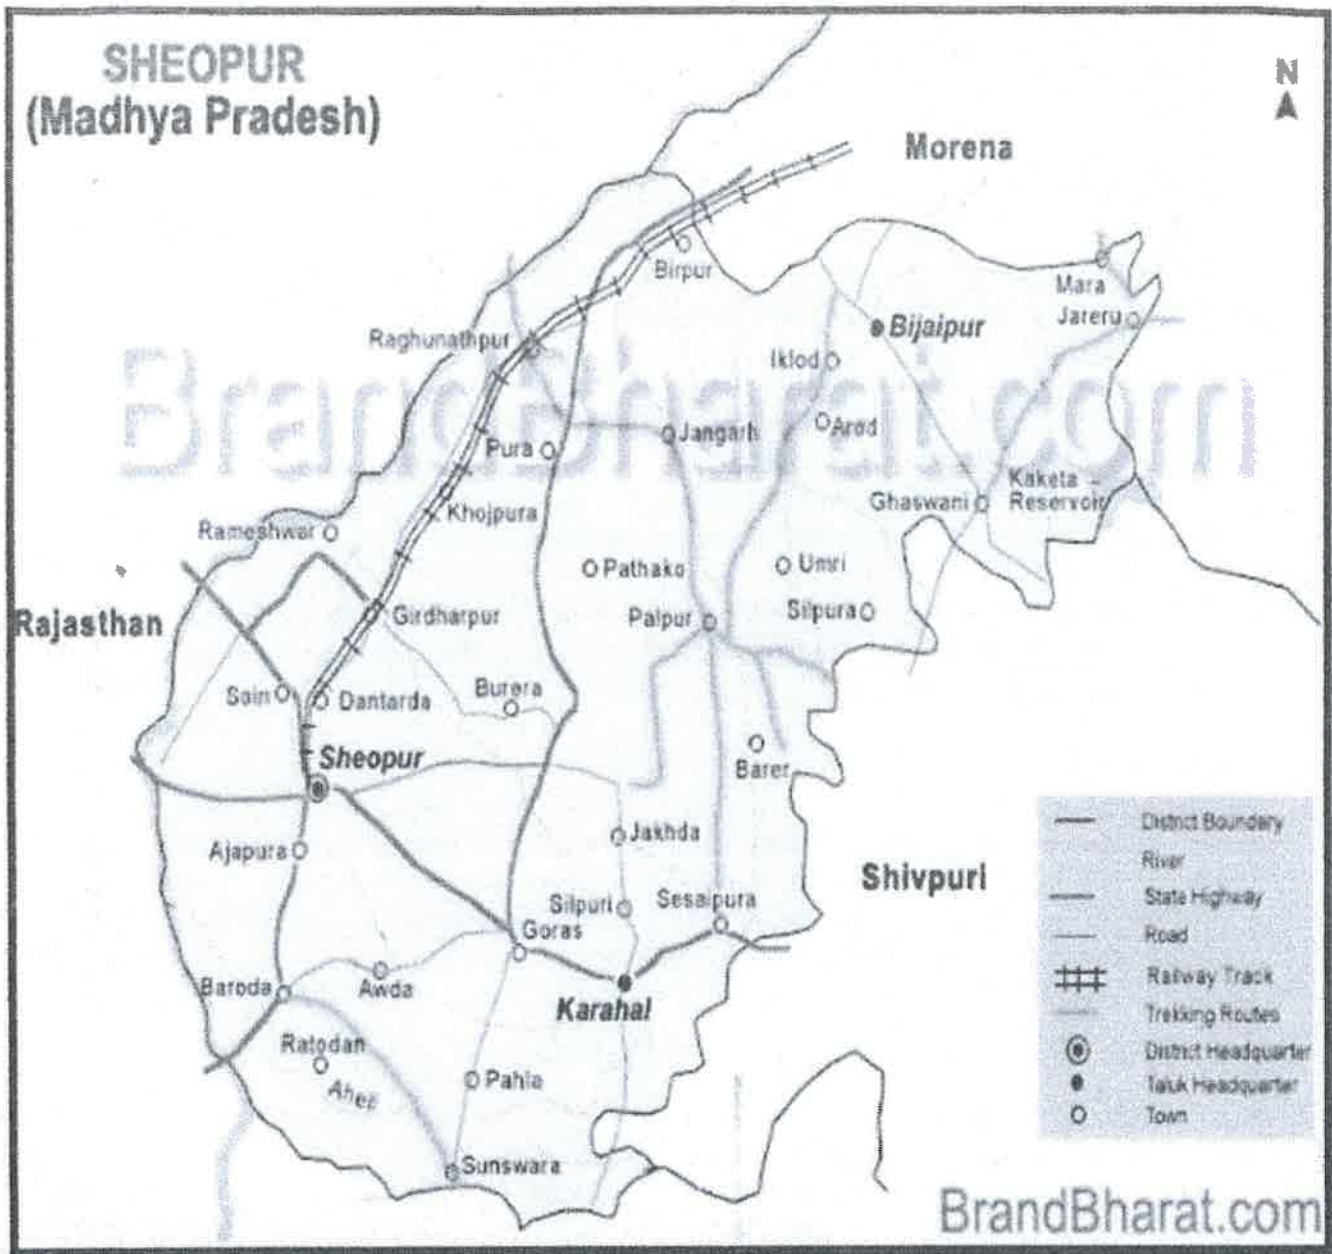 SHEOPUR
(Madhya Pradesh)
N
Morena
Birpur
Mara
Jareru
Bijaipur
Raghunathpur
Iklod
BrandBharat.com
Arod
Jangarh
Pura
Kaketa
Reservoir
Ghaswani
Khojpura
Rameshwar
Pathako
Umri
Rajasthan
Girdharpur
Palpur
Silpura
Soin
Dantarda
Burera
Sheopur
Barer
District Boundary
River
State Highway
Road
Railway Track
Trekking Routes
District Headquarter
Taluk Headquarter
Town
Jakhda
Ajapura
Shivpuri
Silpuri
Sesaipura
Goras
Baroda
Awda
Karahal
Ratodan
Pahla
Sunswara
BrandBharat.com